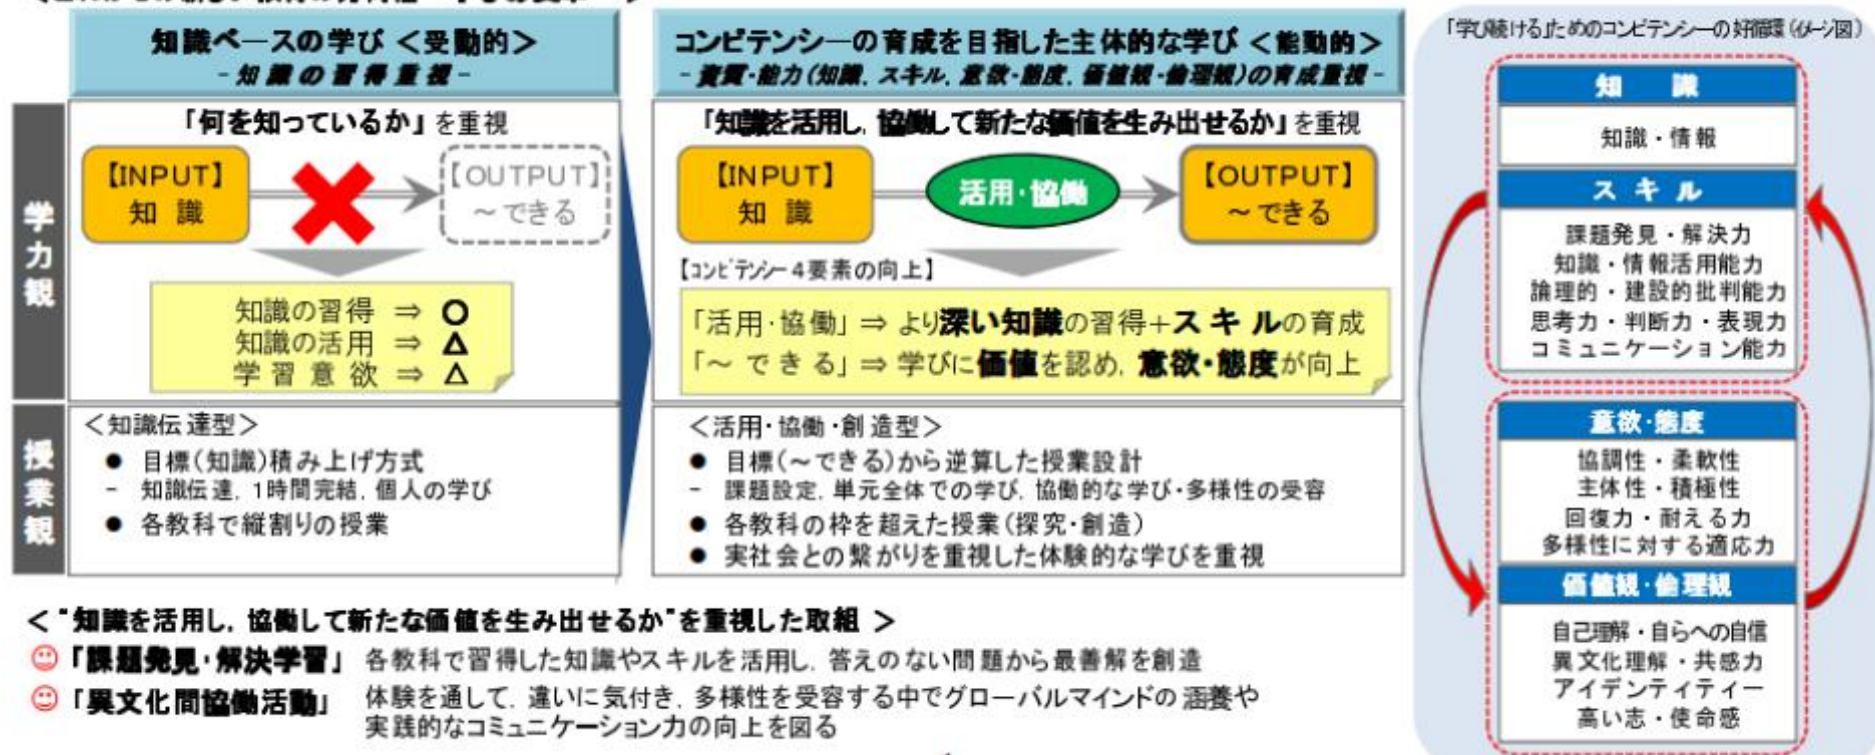 知識ベースの学び <受動的>
- 知識の習得重視 -
コンピテンシーの育成を目指した主体的な学び <能動的>
- 資質・能力(知識, スキル, 意欲・態度, 価値観・倫理観)の育成重視 -
学力観
「何を知っているか」を重視
【INPUT】
知 識
【OUTPUT】
~できる
知識の習得 ⇒ ○
知識の活用 ⇒ △
学習意欲 ⇒ △
「知識を活用し, 協働して新たな価値を生み出せるか」を重視
【INPUT】
知 識
活用・協働
【OUTPUT】
~できる
【コンピテンシー4要素の向上】
「活用・協働」⇒ より深い知識の習得+スキルの育成
「~できる」⇒ 学びに価値を認め, 意欲・態度が向上
授業観
<知識伝達型>
● 目標(知識)積み上げ方式
- 知識伝達, 1時間完結, 個人の学び
● 各教科で縦割りの授業
<活用・協働・創造型>
● 目標(~できる)から逆算した授業設計
- 課題設定, 単元全体での学び, 協働的な学び・多様性の受容
● 各教科の枠を超えた授業(探究・創造)
● 実社会との繋がりを重視した体験的な学びを重視
< "知識を活用し, 協働して新たな価値を生み出せるか"を重視した取組 >
「課題発見・解決学習」 各教科で習得した知識やスキルを活用し, 答えのない問題から最善解を創造
「異文化間協働活動」 体験を通して, 違いに気付き, 多様性を受容する中でグローバルマインドの涵養や
実践的なコミュニケーション力の向上を図る
「学び続ける」ためのコンピテンシーの好循環(イメージ図)
知 識
知識・情報
スキル
課題発見・解決力
知識・情報活用能力
論理的・建設的批判能力
思考力・判断力・表現力
コミュニケーション能力
意欲・態度
協調性・柔軟性
主体性・積極性
回復力・耐える力
多様性に対する適応力
価値観・倫理観
自己理解・自らへの自信
異文化理解・共感力
アイデンティティー
高い志・使命感